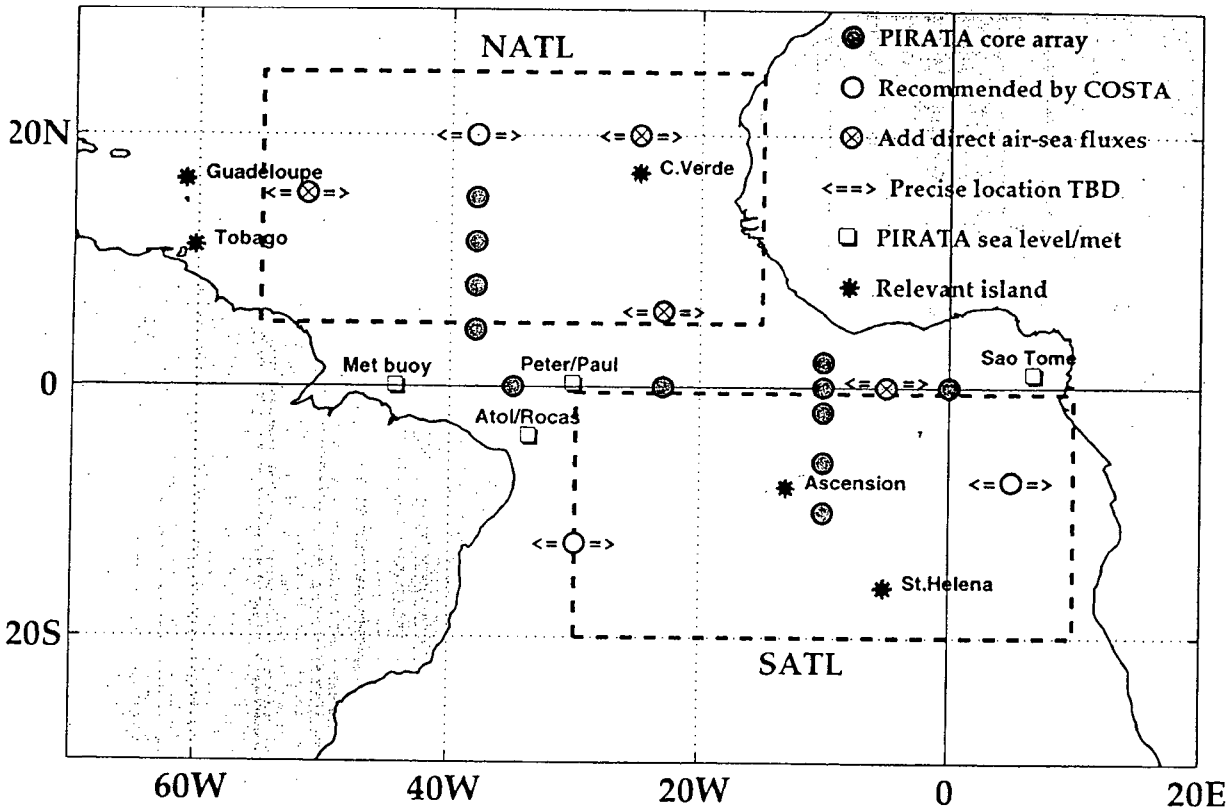 NATL
PIRATA core array
Recommended by COSTA
Add direct air-sea fluxes
<==> Precise location TBD
PIRATA sea level/met
Relevant island
20N
<= =>
<= =>
C.Verde
Guadeloupe
<= =>
Tobago
<= =>
Met buoy
Peter/Paul
Sao Tome
0
<= =>
Atol/Rocas
Ascension
<= =>
<= =>
St.Helena
20S
SATL
60W
40W
20W
0
20E